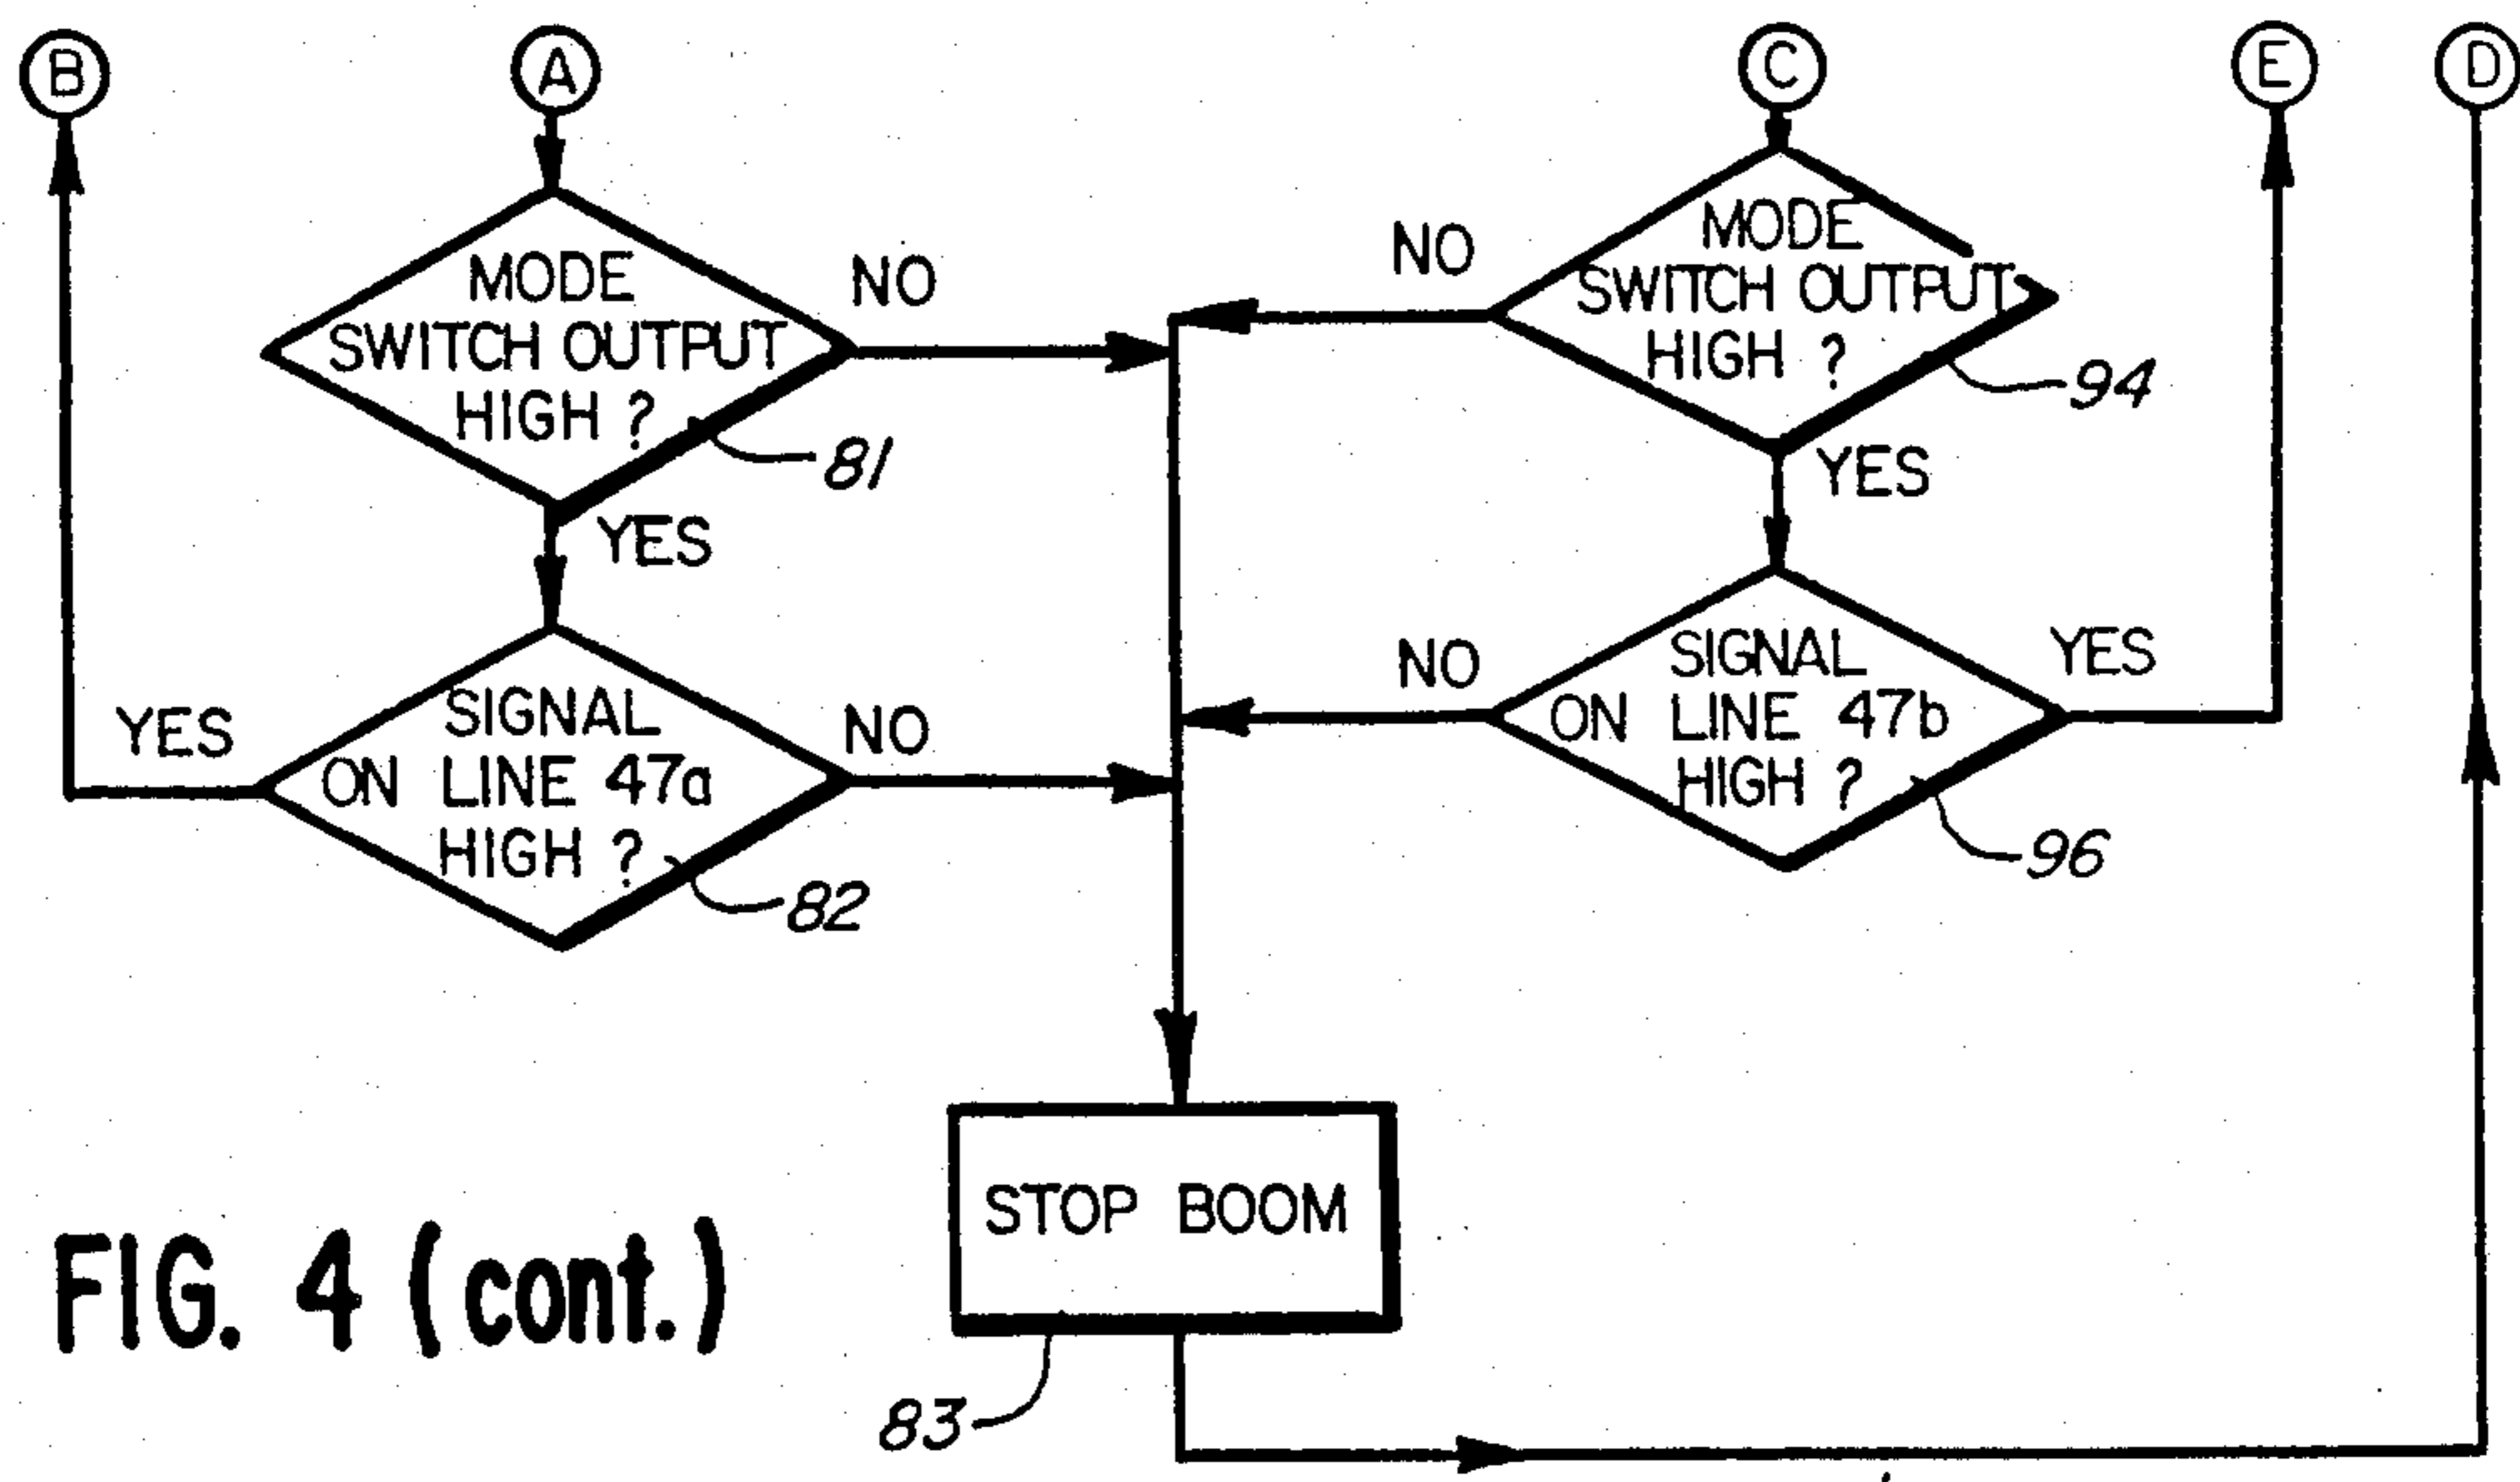 B
A
C
E
D
MODE
SWITCH OUTPUT
HIGH ?
NO
81
YES
SIGNAL
ON LINE 47a
HIGH ?
YES
NO
82
MODE
SWITCH OUTPUT
HIGH ?
NO
94
YES
SIGNAL
ON LINE 47b
HIGH ?
NO
YES
96
STOP BOOM
83
FIG. 4 (cont.)